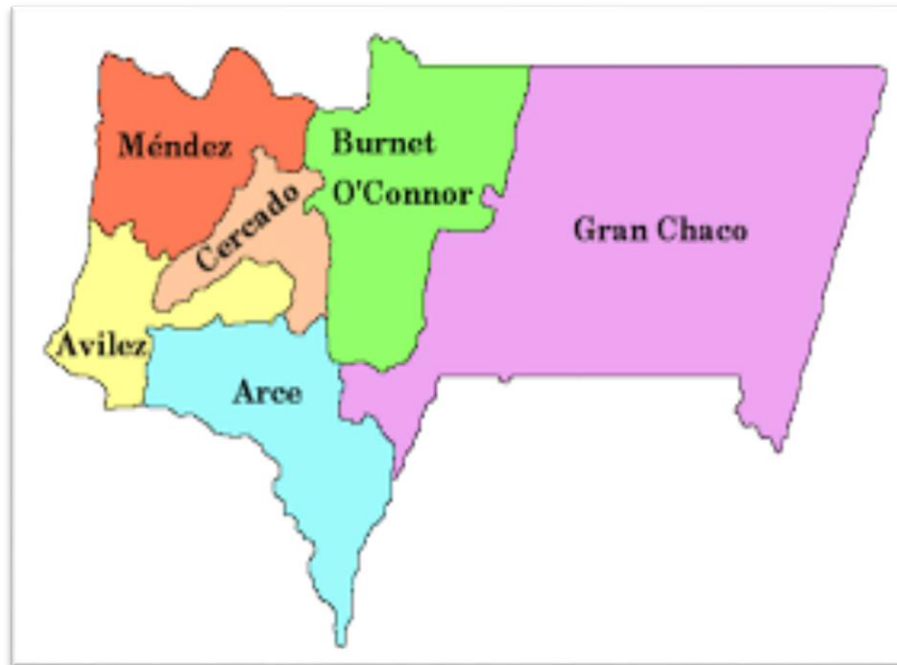 Méndez
Burnet
O'Connor
Cercado
Gran Chaco
Avilez
Arce